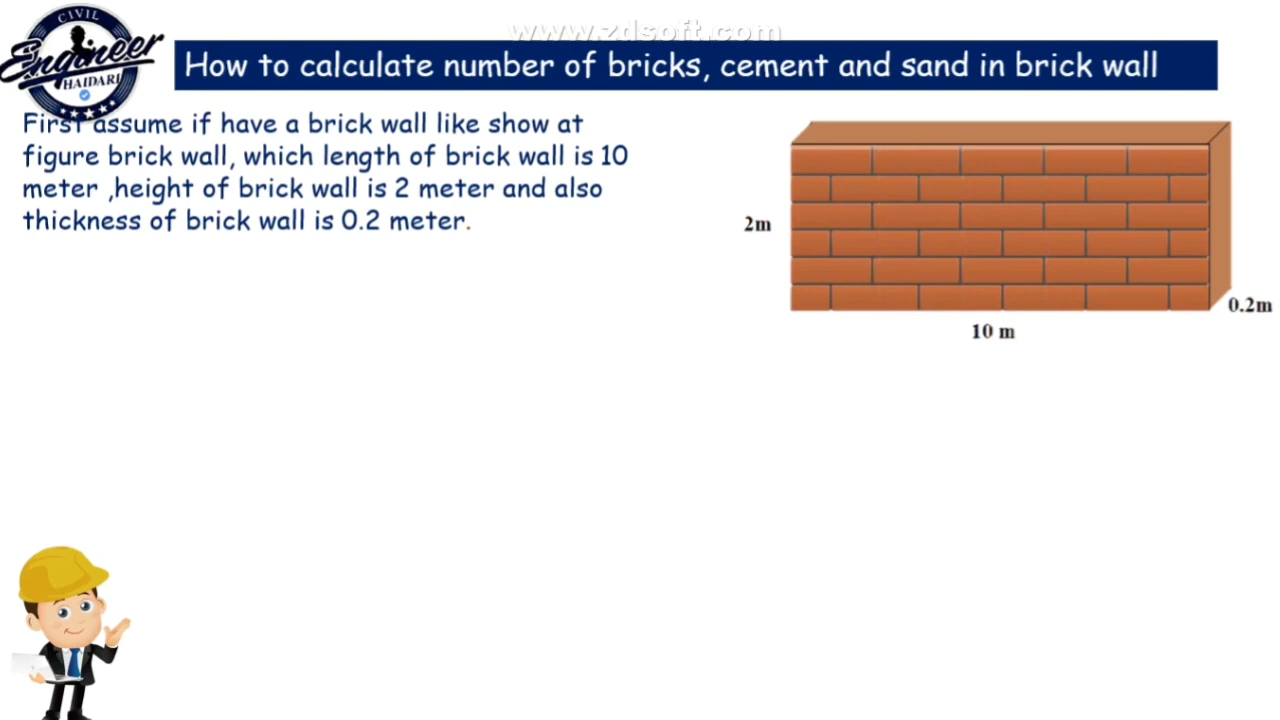 www.zdsoft.com
CIVIL
Engineer
HAIDARI
How to calculate number of bricks, cement and sand in brick wall
First assume if have a brick wall like show at
figure brick wall, which length of brick wall is 10
meter ,height of brick wall is 2 meter and also
thickness of brick wall is 0.2 meter.
2m
0.2m
10 m